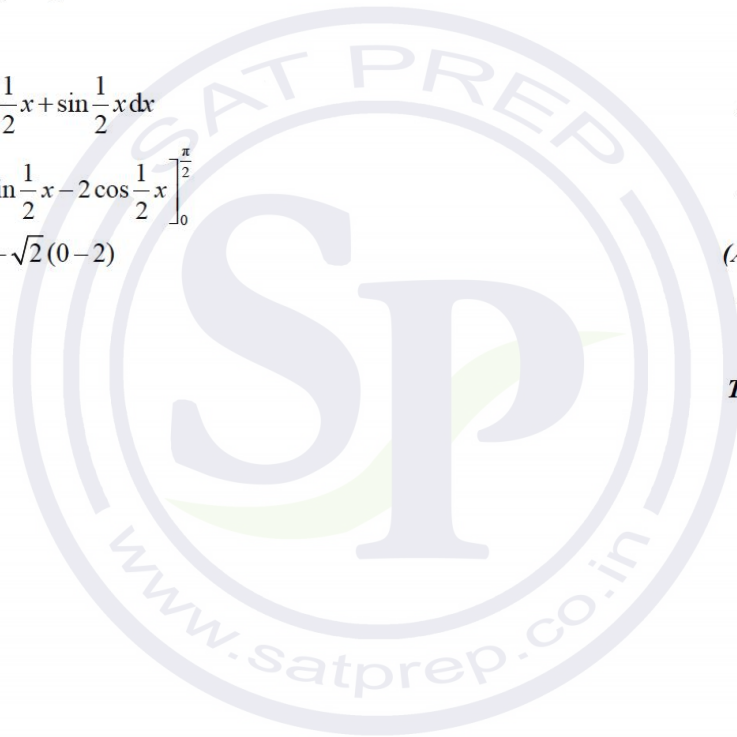 1/2 x + sin 1/2 x dx
in 1/2 x − 2 cos 1/2 x ]_0^{π/2}
− √2 (0 − 2)
SAT PREP
SP
www.satprep.co.in